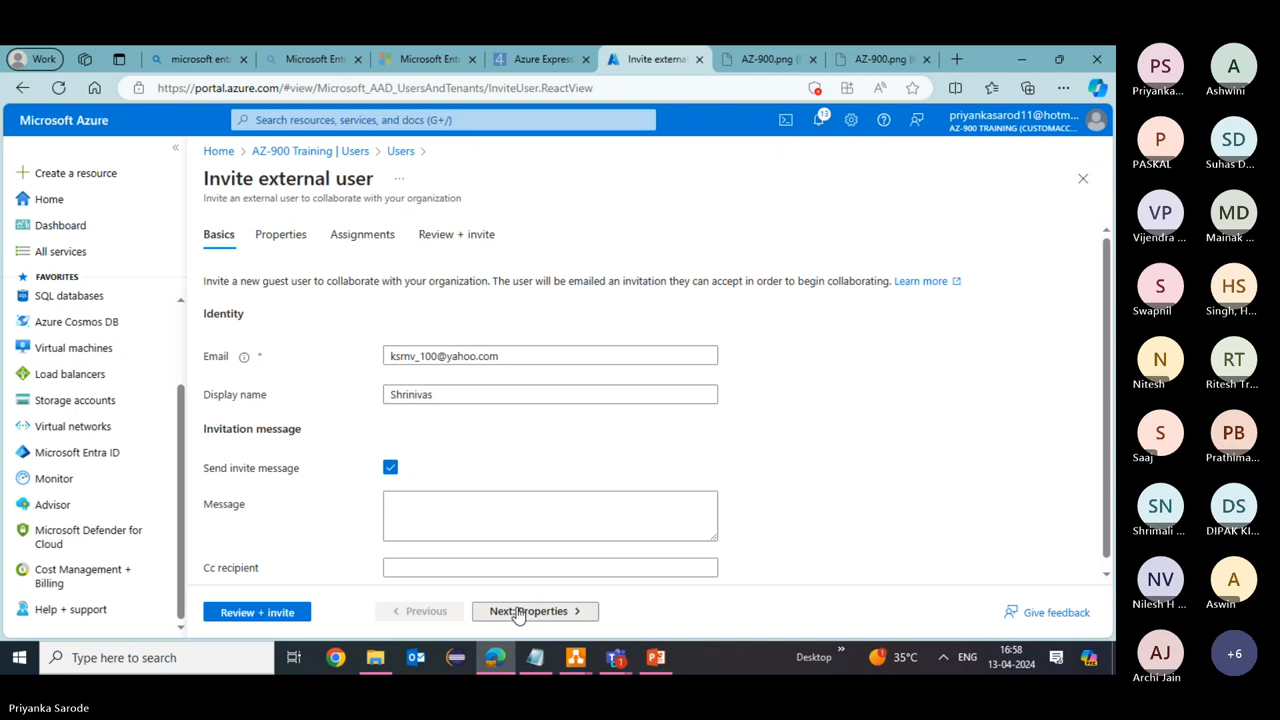 Work
microsoft ent
Microsoft Ent
Microsoft Ent
Azure Expres
Invite externa
AZ-900.png (
AZ-900.png (
https://portal.azure.com/#view/Microsoft_AAD_UsersAndTenants/InviteUser.ReactView
Microsoft Azure
Search resources, services, and docs (G+/)
13
priyankasarod11@hotm...
AZ-900 TRAINING (CUSTOMACC...
Create a resource
Home
Dashboard
All services
FAVORITES
SQL databases
Azure Cosmos DB
Virtual machines
Load balancers
Storage accounts
Virtual networks
Microsoft Entra ID
Monitor
Advisor
Microsoft Defender for
Cloud
Cost Management +
Billing
Help + support
Home > AZ-900 Training | Users > Users >
Invite external user ...
Invite an external user to collaborate with your organization
Basics
Properties
Assignments
Review + invite
Invite a new guest user to collaborate with your organization. The user will be emailed an invitation they can accept in order to begin collaborating. Learn more
Identity
Email *
ksrnv_100@yahoo.com
Display name
Shrinivas
Invitation message
Send invite message
Message
Cc recipient
Review + invite
< Previous
Next: Properties >
Give feedback
Type here to search
Desktop
35°C
ENG
16:58
13-04-2024
PS
Priyanka...
A
Ashwini
P
PASKAL
SD
Suhas D...
VP
Vijendra ...
MD
Mainak ...
S
Swapnil
HS
Singh, H...
N
Nitesh
RT
Ritesh Tr...
S
Saaj
PB
Prathima...
SN
Shrimali ...
DS
DIPAK KI...
NV
Nilesh H ...
A
Aswin
AJ
Archi Jain
+6
Priyanka Sarode